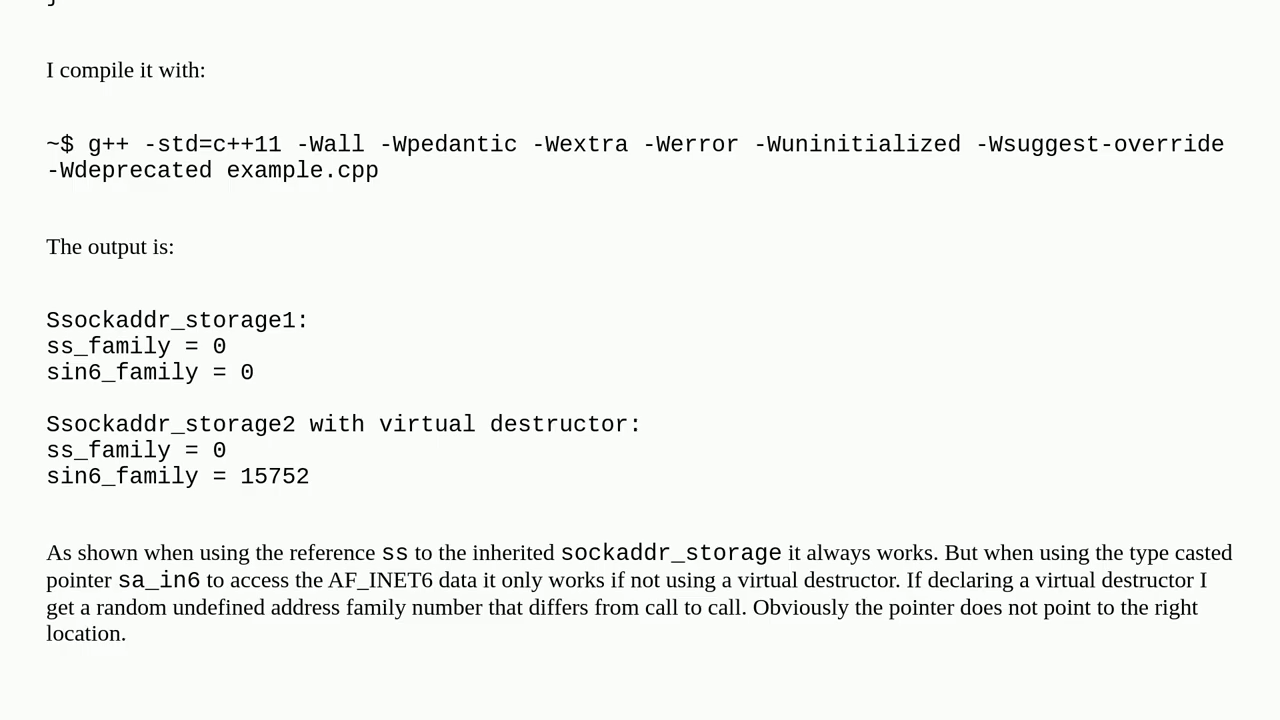 }
I compile it with:
~$ g++ -std=c++11 -Wall -Wpedantic -Wextra -Werror -Wuninitialized -Wsuggest-override
-Wdeprecated example.cpp
The output is:
Ssockaddr_storage1:
ss_family = 0
sin6_family = 0
Ssockaddr_storage2 with virtual destructor:
ss_family = 0
sin6_family = 15752
As shown when using the reference ss to the inherited sockaddr_storage it always works. But when using the type casted
pointer sa_in6 to access the AF_INET6 data it only works if not using a virtual destructor. If declaring a virtual destructor I
get a random undefined address family number that differs from call to call. Obviously the pointer does not point to the right
location.